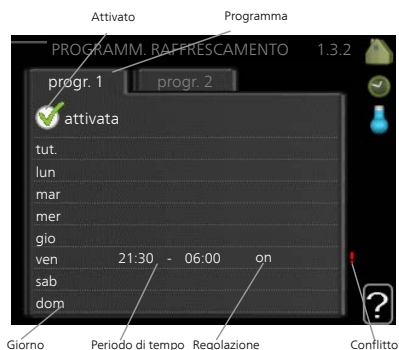 Attivato Programma
PROGRAMM. RAFFRESCAMENTO 1.3.2
progr. 1 progr. 2
attivata
tut.
lun
mar
mer
gio
ven 21:30 - 06:00 on !
sab
dom
?
Giorno Periodo di tempo Regolazione Conflitto